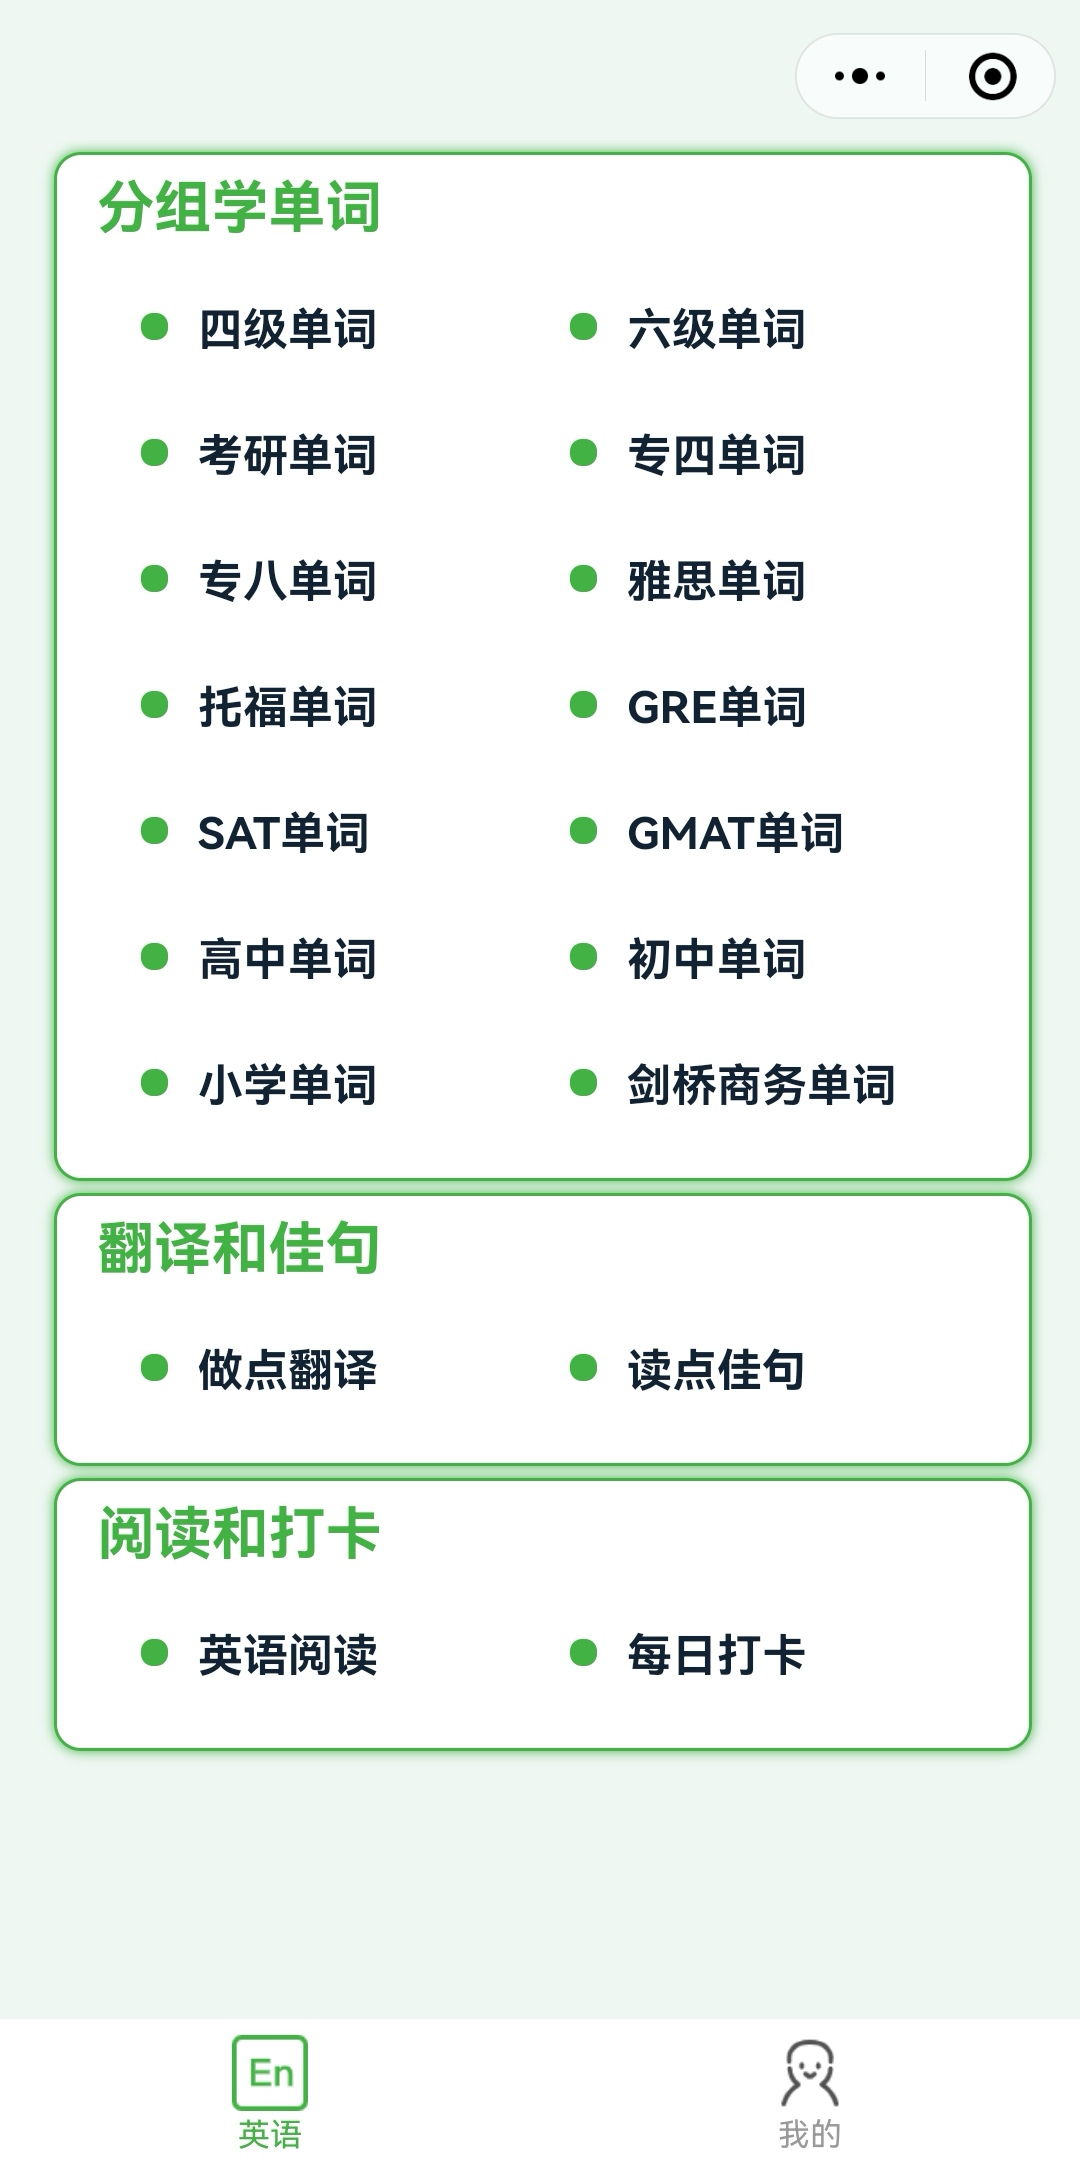 分组学单词
四级单词 六级单词
考研单词 专四单词
专八单词 雅思单词
托福单词 GRE单词
SAT单词 GMAT单词
高中单词 初中单词
小学单词 剑桥商务单词
翻译和佳句
做点翻译 读点佳句
阅读和打卡
英语阅读 每日打卡
En
英语 我的